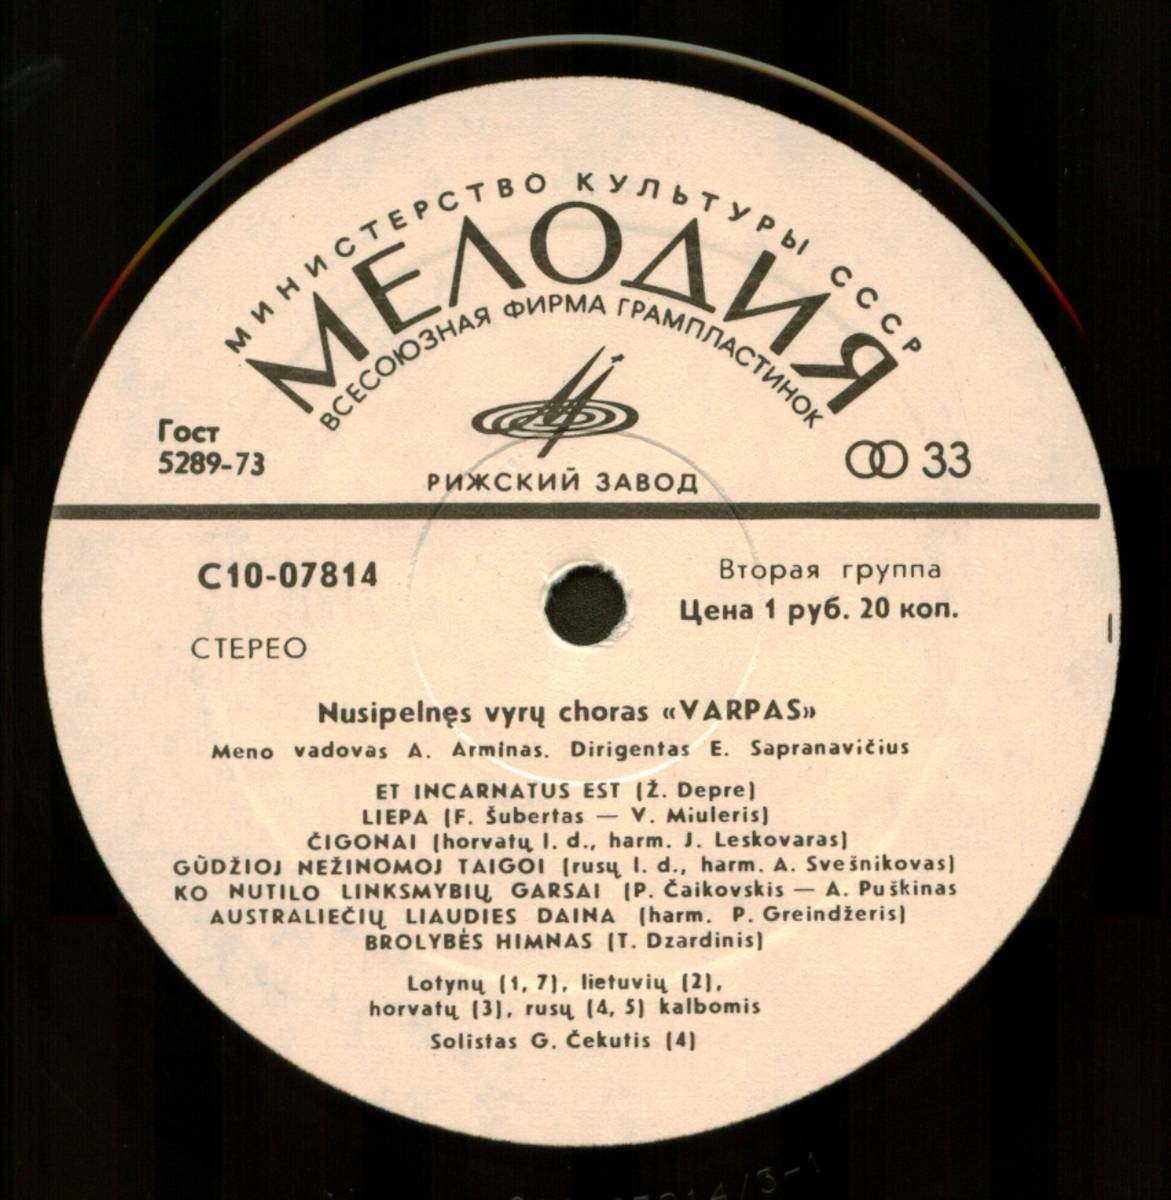 МИНИСТЕРСТВО КУЛЬТУРЫ СССР
МЕЛОДИЯ
ВСЕСОЮЗНАЯ ФИРМА ГРАМПЛАСТИНОК
Гост
5289-73
33
РИЖСКИЙ ЗАВОД
С10-07814
Вторая группа
Цена 1 руб. 20 коп.
СТЕРЕО
Nusipelnęs vyrų choras «VARPAS»
Meno vadovas A. Arminas. Dirigentas E. Sapranavičius
ET INCARNATUS EST (Ž. Depre)
LIEPA (F. Šubertas — V. Miuleris)
ČIGONAI (horvatų l. d., harm. J. Leskovaras)
GŪDŽIOJ NEŽINOMOJ TAIGOI (rusų l. d., harm. A. Svešnikovas)
KO NUTILO LINKSMYBIŲ GARSAI (P. Čaikovskis — A. Puškinas
AUSTRALIEČIŲ LIAUDIES DAINA (harm. P. Greindžeris)
BROLYBĖS HIMNAS (T. Dzardinis)
Lotynų (1, 7), lietuvių (2),
horvatų (3), rusų (4, 5) kalbomis
Solistas G. Čekutis (4)